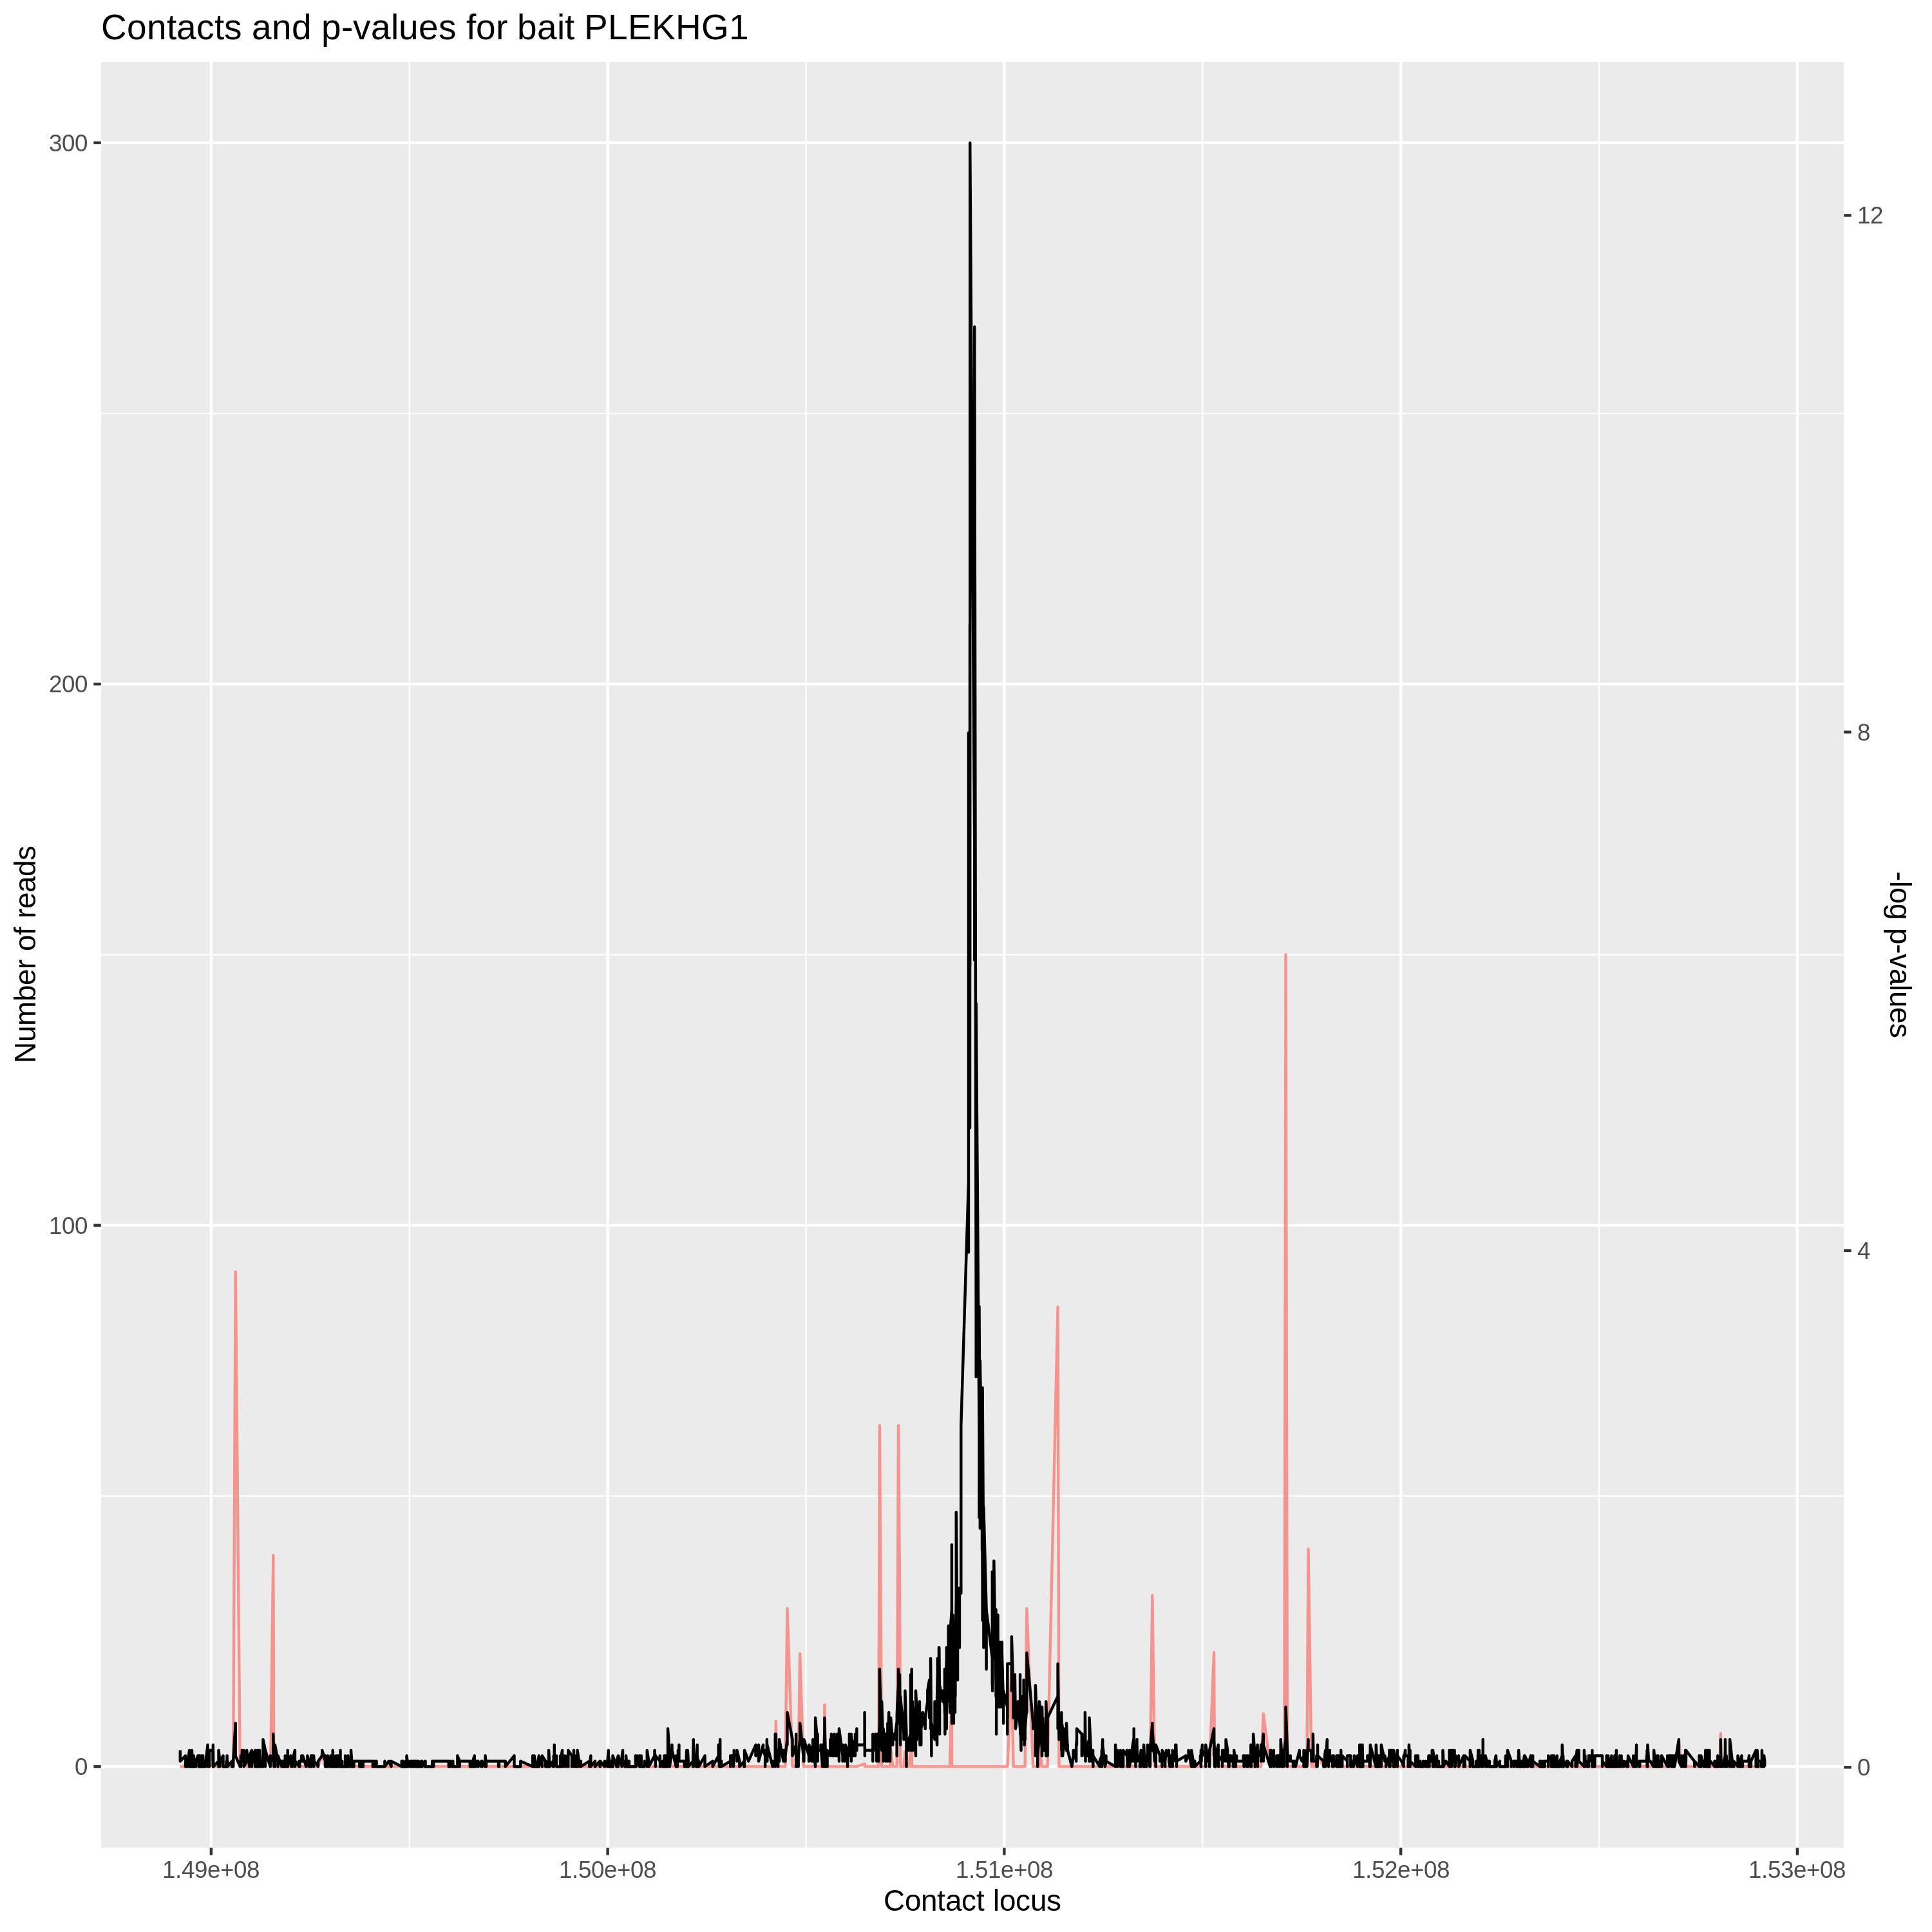 Contacts and p-values for bait PLEKHG1
300
200
100
0
Number of reads
12
8
4
0
-log p-values
1.49e+08
1.50e+08
1.51e+08
1.52e+08
1.53e+08
Contact locus